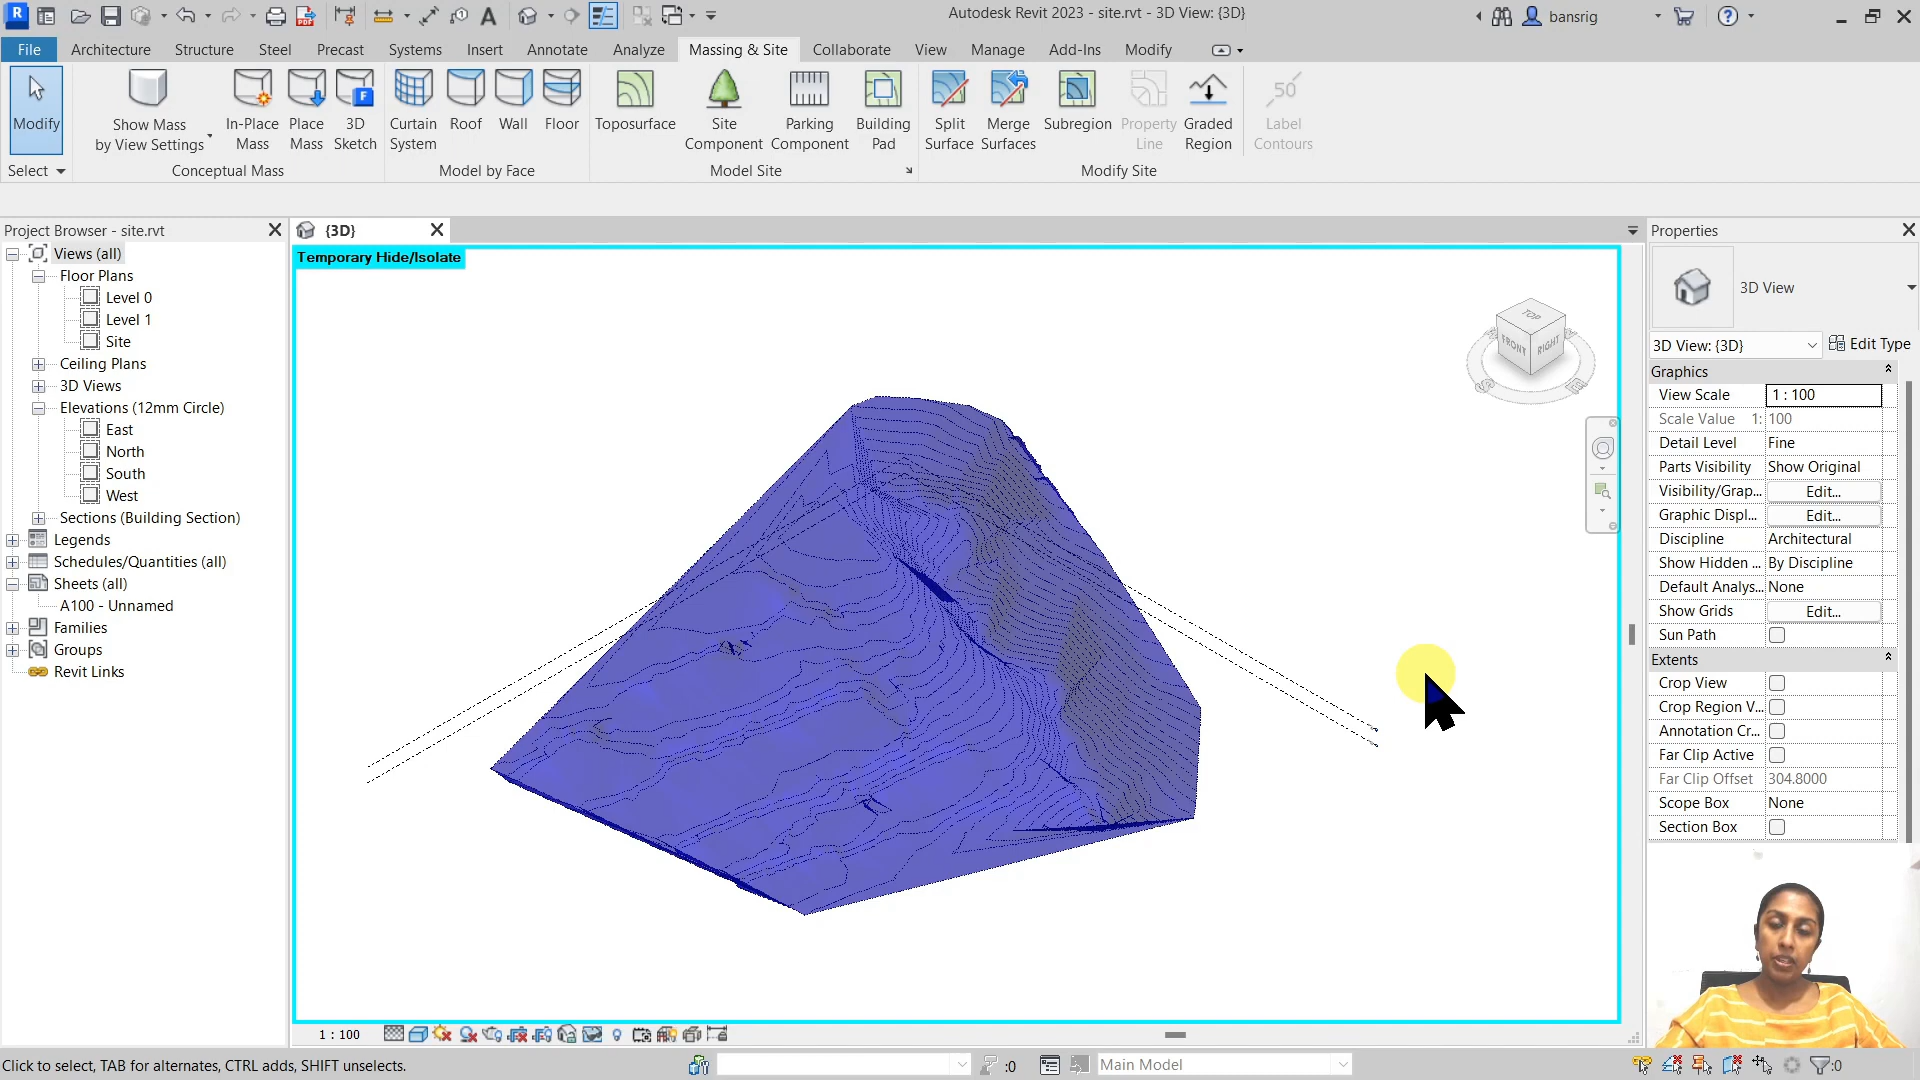 Autodesk Revit 2023 - site.rvt - 3D View: {3D}
bansrig
File Architecture Structure Steel Precast Systems Insert Annotate Analyze Massing & Site Collaborate View Manage Add-Ins Modify
Modify
Show Mass
by View Settings
In-Place
Mass
Place
Mass
3D
Sketch
Curtain
System
Roof
Wall
Floor
Toposurface
Site
Component
Parking
Component
Building
Pad
Split
Surface
Merge
Surfaces
Subregion
Property
Line
Graded
Region
50
Label
Contours
Select
Conceptual Mass
Model by Face
Model Site
Modify Site
Project Browser - site.rvt
Views (all)
Floor Plans
Level 0
Level 1
Site
Ceiling Plans
3D Views
Elevations (12mm Circle)
East
North
South
West
Sections (Building Section)
Legends
Schedules/Quantities (all)
Sheets (all)
A100 - Unnamed
Families
Groups
Revit Links
{3D}
Temporary Hide/Isolate
TOP
FRONT
RIGHT
Properties
3D View
3D View: {3D}
Edit Type
Graphics
View Scale 1 : 100
Scale Value 1: 100
Detail Level Fine
Parts Visibility Show Original
Visibility/Grap... Edit...
Graphic Displ... Edit...
Discipline Architectural
Show Hidden ... By Discipline
Default Analys... None
Show Grids Edit...
Sun Path
Extents
Crop View
Crop Region V...
Annotation Cr...
Far Clip Active
Far Clip Offset 304.8000
Scope Box None
Section Box
1 : 100
Click to select, TAB for alternates, CTRL adds, SHIFT unselects.
:0
Main Model
:0